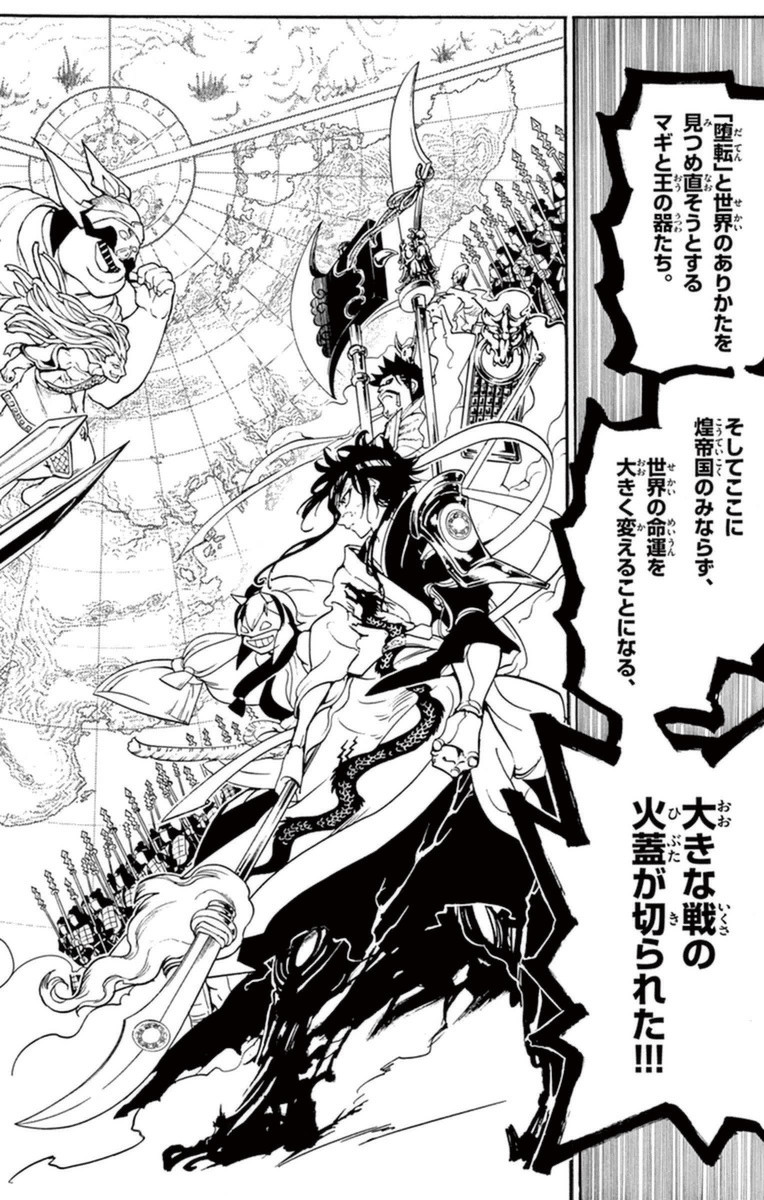 「堕転」と世界のありかたを
見つめ直そうとする
マギと王の器たち。
そしてここに
煌帝国のみならず、
世界の命運を
大きく変えることになる、
大きな戦の
火蓋が切られた!!!